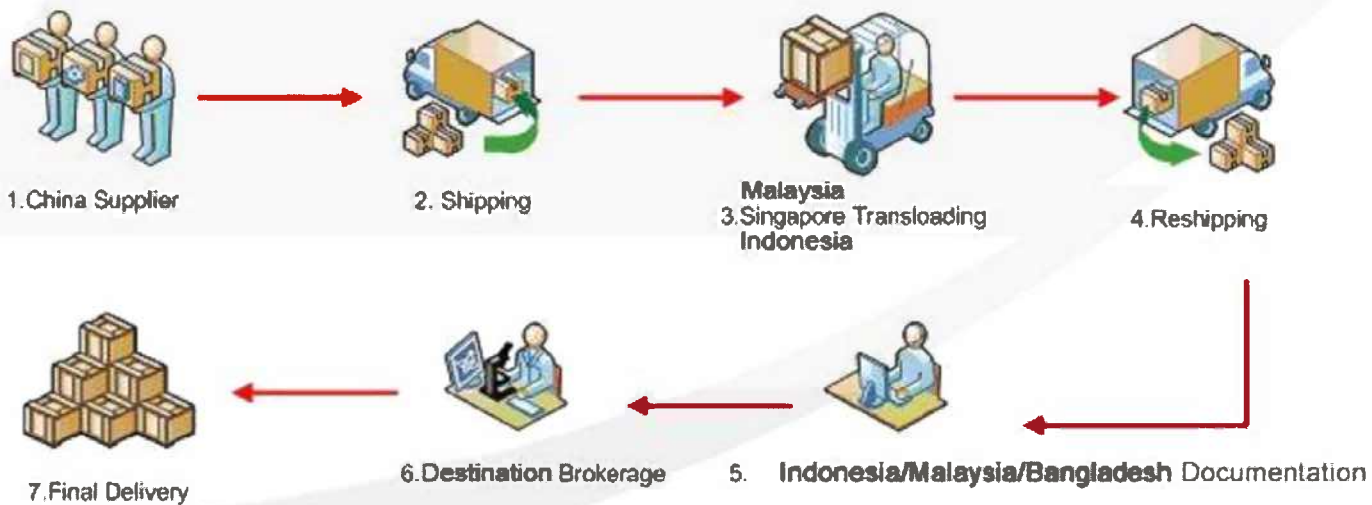 1.China Supplier
2. Shipping
Malaysia
3.Singapore Transloading
Indonesia
4.Reshipping
5. Indonesia/Malaysia/Bangladesh Documentation
6.Destination Brokerage
7.Final Delivery